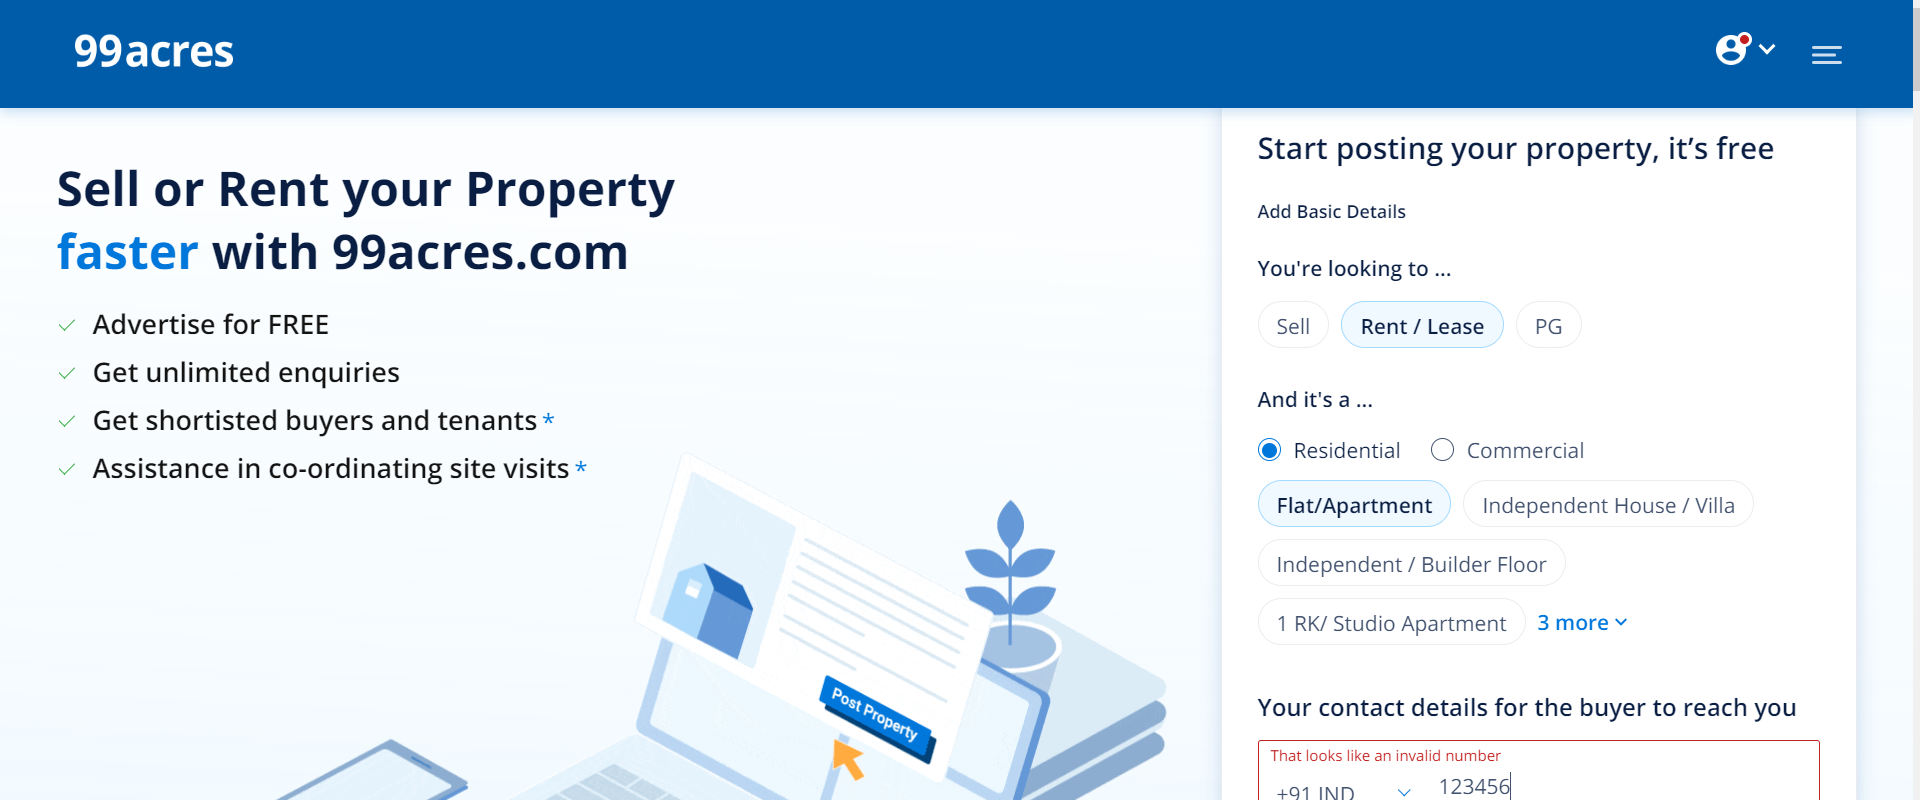 99acres
Sell or Rent your Property
faster with 99acres.com
Advertise for FREE
Get unlimited enquiries
Get shortisted buyers and tenants *
Assistance in co-ordinating site visits *
Post Property
Start posting your property, it’s free
Add Basic Details
You're looking to ...
Sell Rent / Lease PG
And it's a ...
Residential Commercial
Flat/Apartment Independent House / Villa
Independent / Builder Floor
1 RK/ Studio Apartment 3 more
Your contact details for the buyer to reach you
That looks like an invalid number
+91 IND 123456